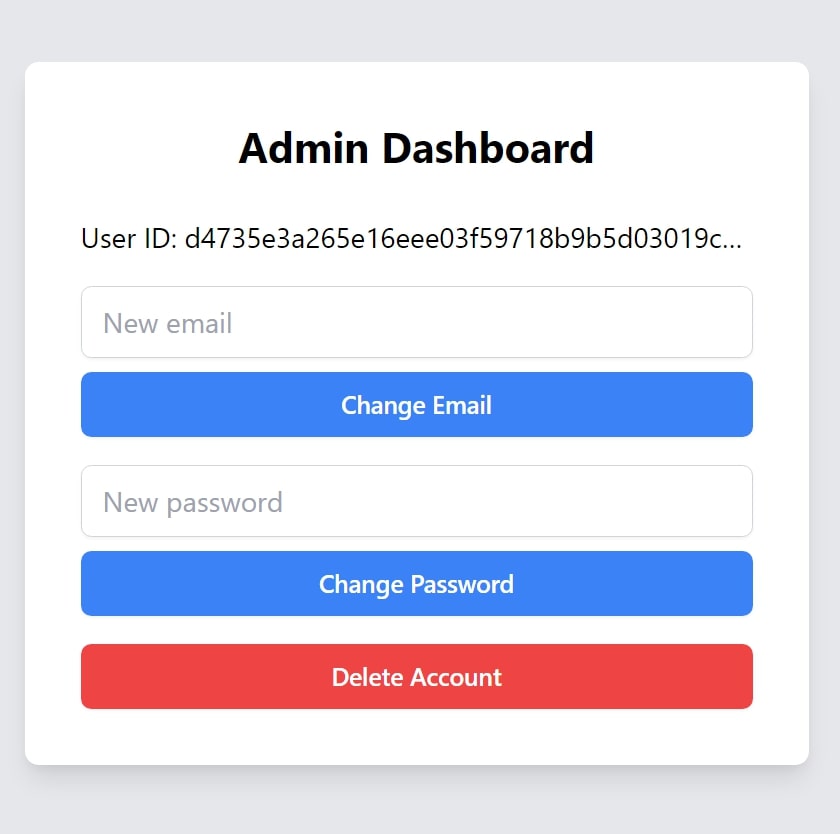 Admin Dashboard
User ID: d4735e3a265e16eee03f59718b9b5d03019c...
New email
Change Email
New password
Change Password
Delete Account